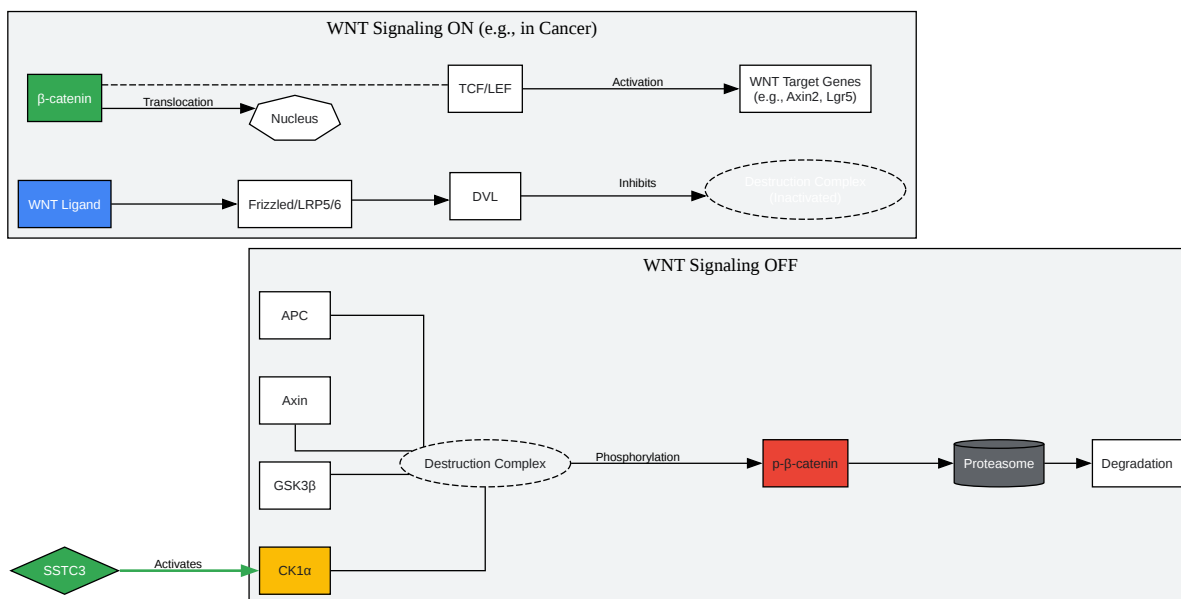 WNT Signaling ON (e.g., in Cancer)
β-catenin
Translocation
Nucleus
TCF/LEF
Activation
WNT Target Genes
(e.g., Axin2, Lgr5)
WNT Ligand
Frizzled/LRP5/6
DVL
Inhibits
Destruction Complex
(Inactivated)
WNT Signaling OFF
APC
Axin
GSK3β
Destruction Complex
Phosphorylation
p-β-catenin
Proteasome
Degradation
SSTC3
Activates
CK1α